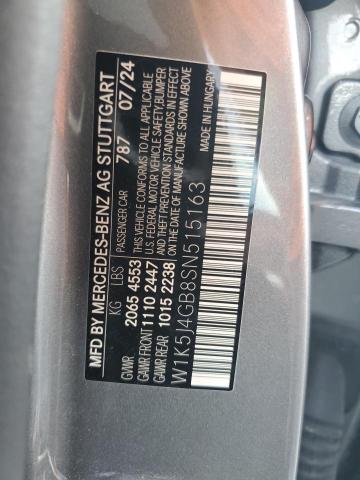 MFD BY MERCEDES-BENZ AG STUTTGART
PASSENGER CAR 787 07/24
KG LBS
GVWR 2065 4553
GAWR FRONT 1110 2447
GAWR REAR 1015 2238
THIS VEHICLE CONFORMS TO ALL APPLICABLE
U.S. FEDERAL MOTOR VEHICLE SAFETY, BUMPER
AND THEFT PREVENTION STANDARDS IN EFFECT
ON THE DATE OF MANUFACTURE SHOWN ABOVE
W1K5J4GB8SN515163
MADE IN HUNGARY